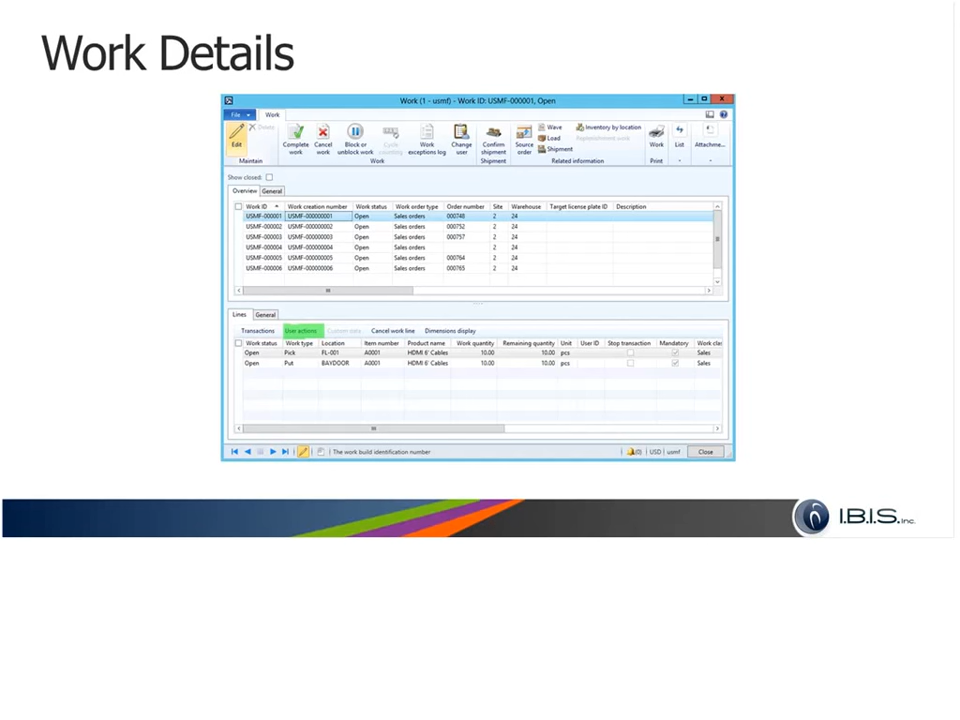 Work Details
Work (1 - usmf) - Work ID: USMF-000001, Open
File Work
Edit Delete Complete work Cancel work Block or unblock work Cycle counting Work exceptions log Change user Confirm shipment Source order Wave Load Shipment Inventory by location Replenishment work Work List Attachme...
Maintain Work Shipment Related information Print
Show closed:
Overview General
Work ID Work creation number Work status Work order type Order number Site Warehouse Target license plate ID Description
USMF-000001 USMF-000000001 Open Sales orders 000748 2 24
USMF-000002 USMF-000000002 Open Sales orders 000752 2 24
USMF-000003 USMF-000000003 Open Sales orders 000757 2 24
USMF-000004 USMF-000000004 Open Sales orders 2 24
USMF-000005 USMF-000000005 Open Sales orders 000764 2 24
USMF-000006 USMF-000000006 Open Sales orders 000765 2 24
Lines General
Transactions User actions Custom data Cancel work line Dimensions display
Work status Work type Location Item number Product name Work quantity Remaining quantity Unit User ID Stop transaction Mandatory Work clas
Open Pick FL-001 A0001 HDMI 6' Cables 10.00 10.00 pcs Sales
Open Put BAYDOOR A0001 HDMI 6' Cables 10.00 10.00 pcs Sales
The work build identification number (0) USD usmf Close
I.B.I.S. Inc.